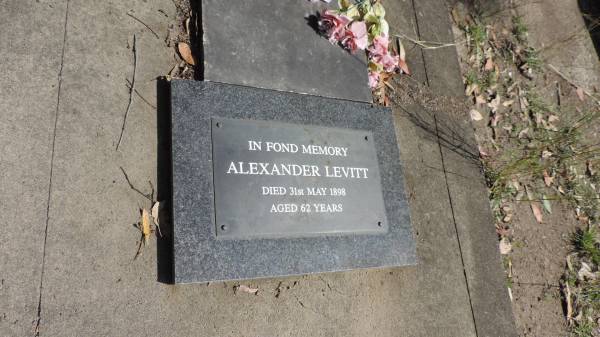 IN FOND MEMORY
ALEXANDER LEVITT
DIED 31st MAY 1898
AGED 62 YEARS